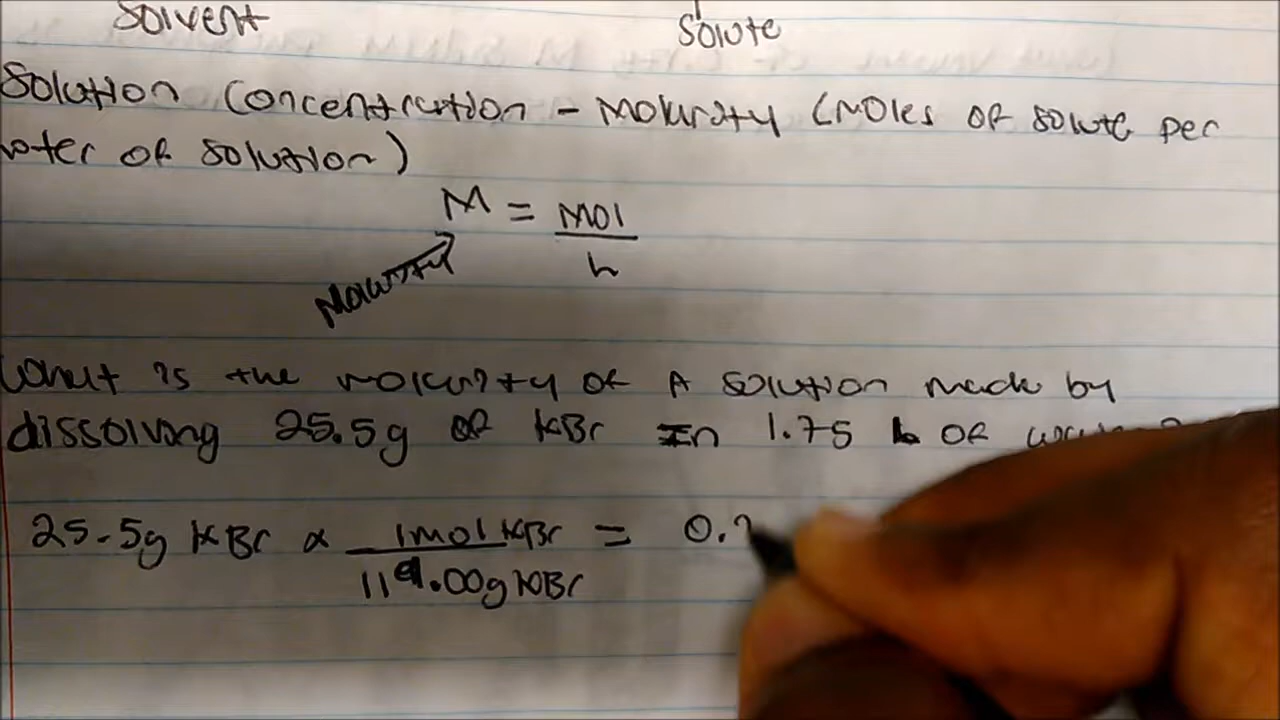 Solvent Solute
Solution Concentration - Molarity (Moles of solute per
of solution)
M = mol
L
Molarity
What is the molarity of A solution made by
dissolving 25.5g of KBr In 1.75 L of
25.5g KBr x 1mol KBr = 0.
119.00g KBr